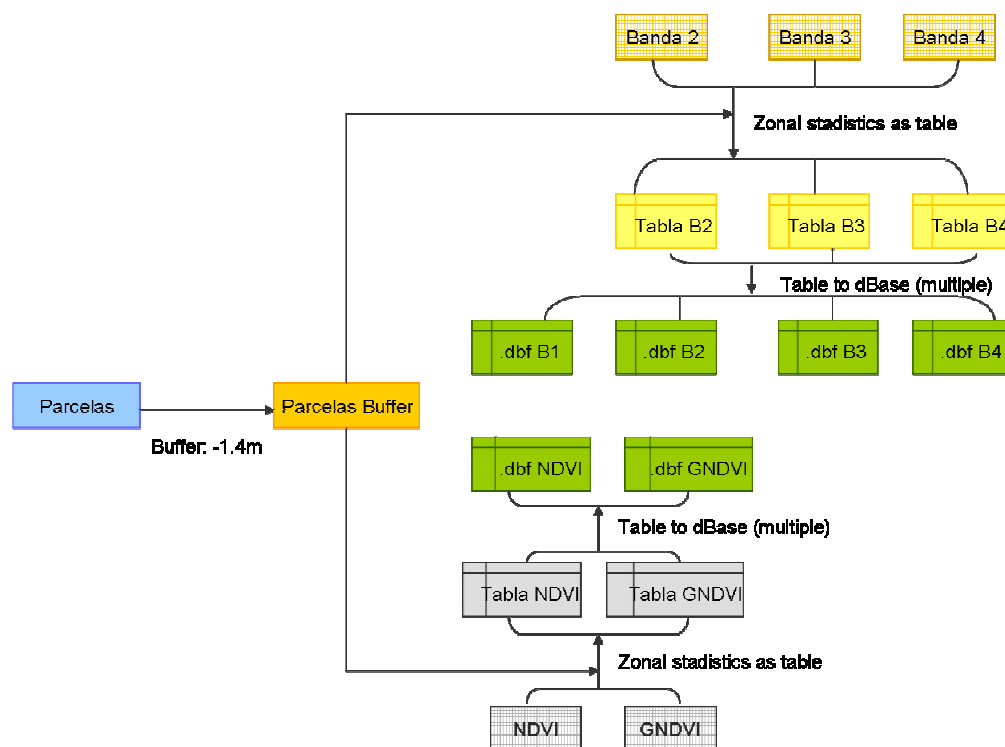 Banda 2
Banda 3
Banda 4
Zonal stadistics as table
Tabla B2
Tabla B3
Tabla B4
Table to dBase (multiple)
.dbf B1
.dbf B2
.dbf B3
.dbf B4
Parcelas
Parcelas Buffer
Buffer: -1.4m
.dbf NDVI
.dbf GNDVI
Table to dBase (multiple)
Tabla NDVI
Tabla GNDVI
Zonal stadistics as table
NDVI
GNDVI